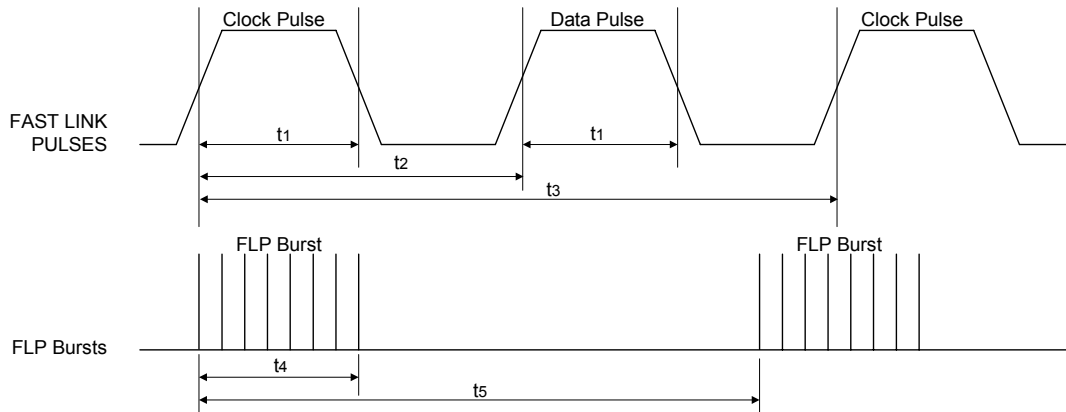 Clock Pulse Data Pulse Clock Pulse
FAST LINK
PULSES
t1 t1
t2
t3
FLP Burst FLP Burst
FLP Bursts
t4
t5